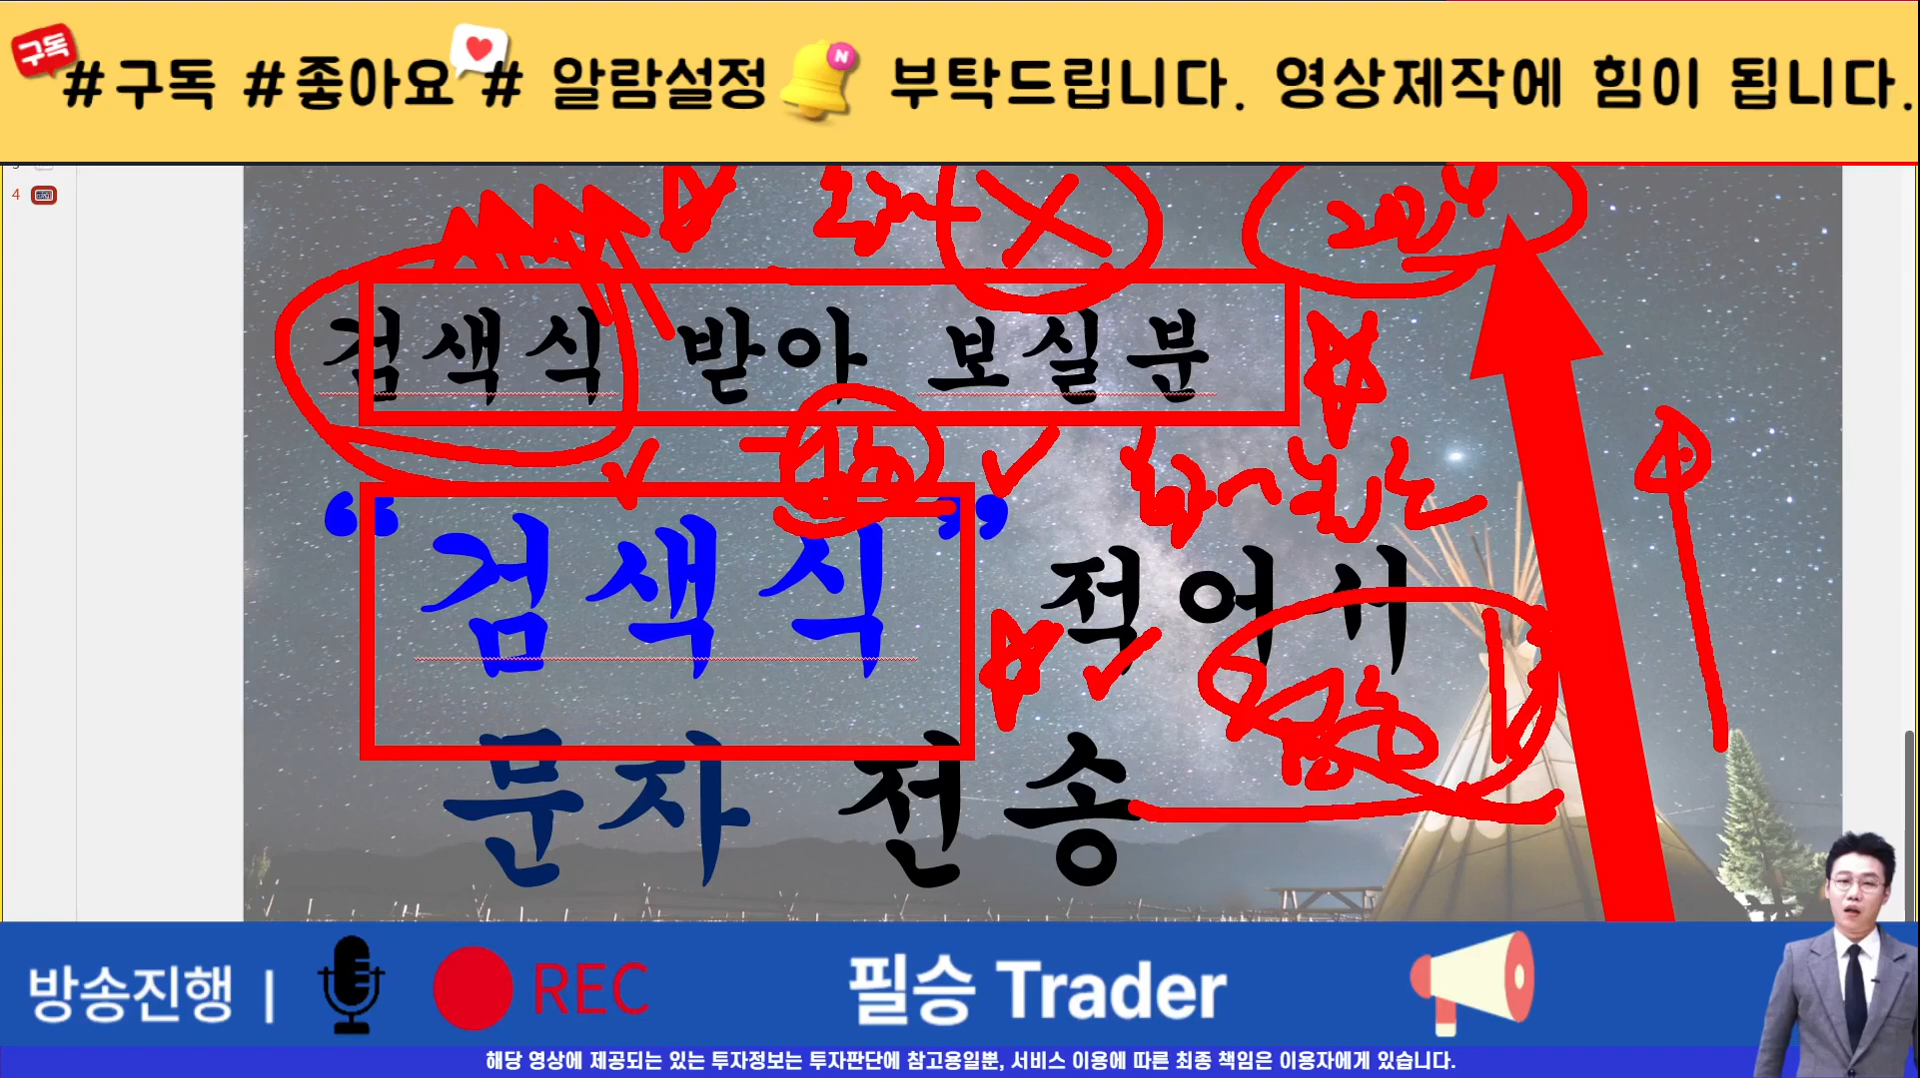 구독
#구독 #좋아요 # 알람설정 N 부탁드립니다. 영상제작에 힘이 됩니다.
4
검색식 받아 보실분
“검색식” 적어서
문자 전송
방송진행 | REC 필승 Trader
해당 영상에 제공되는 있는 투자정보는 투자판단에 참고용일뿐, 서비스 이용에 따른 최종 책임은 이용자에게 있습니다.